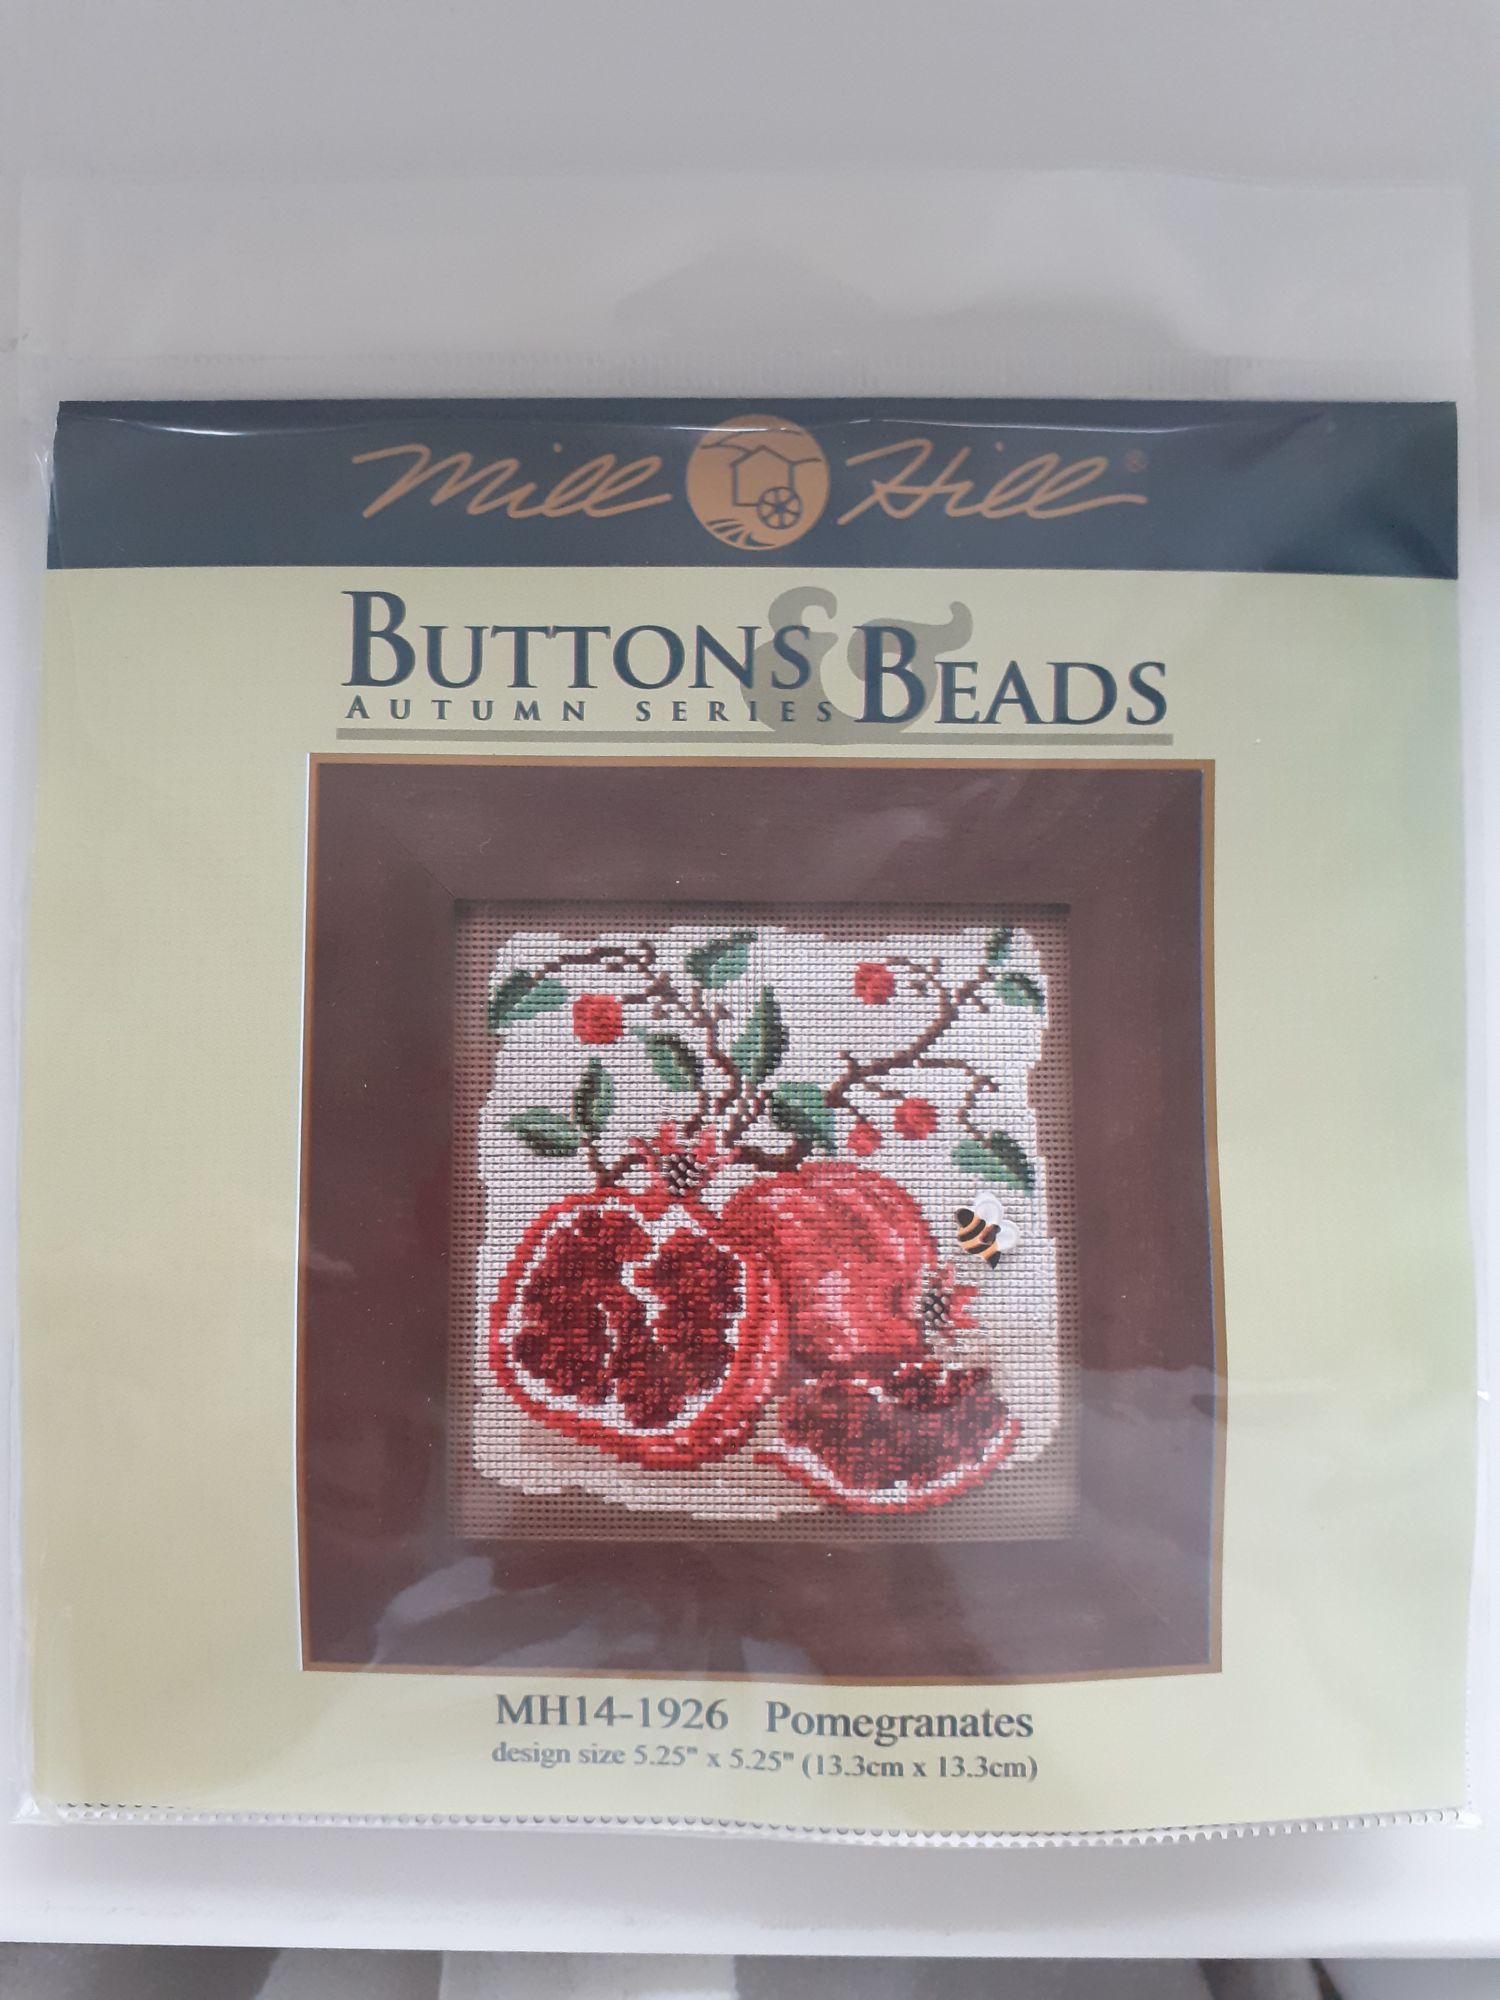 Mill Hill®
BUTTONS & BEADS
AUTUMN SERIES
MH14-1926 Pomegranates
design size 5.25" x 5.25" (13.3cm x 13.3cm)